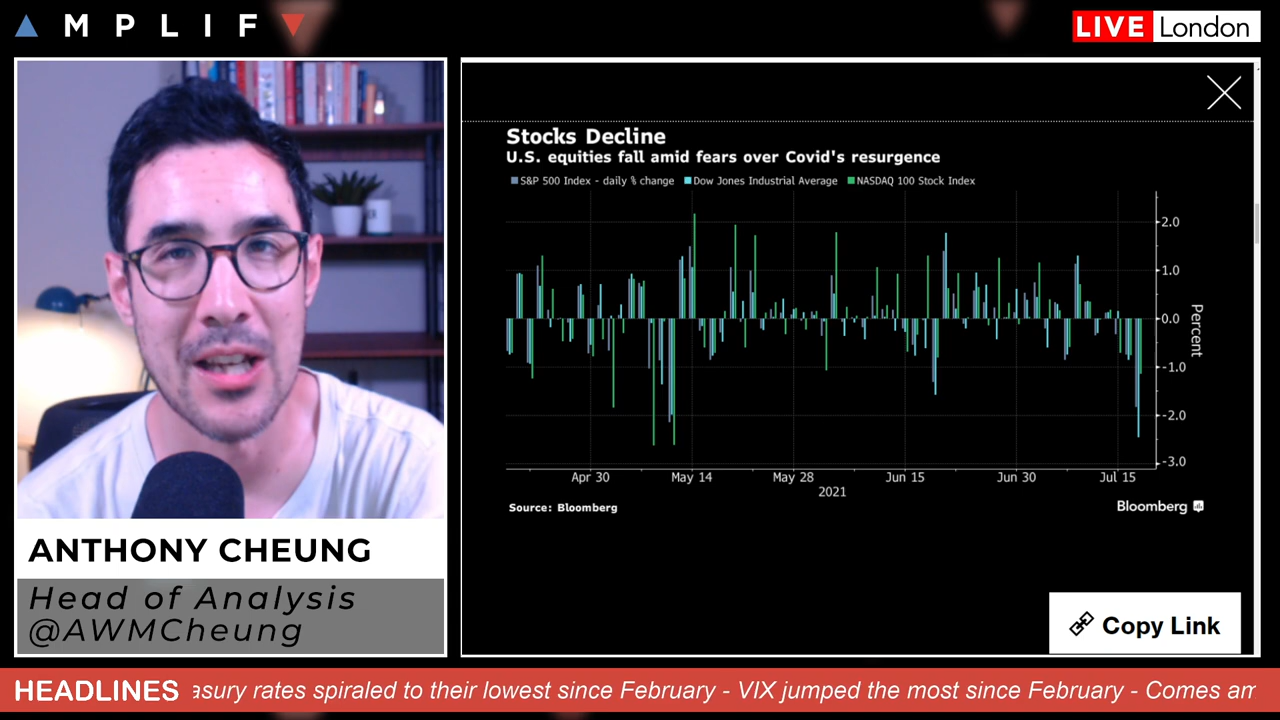 AMPLIFY
LIVE London
Stocks Decline
U.S. equities fall amid fears over Covid's resurgence
S&P 500 Index - daily % change Dow Jones Industrial Average NASDAQ 100 Stock Index
2.0
1.0
0.0
-1.0
-2.0
-3.0
Percent
Apr 30 May 14 May 28 Jun 15 Jun 30 Jul 15
2021
Source: Bloomberg
Bloomberg
Copy Link
ANTHONY CHEUNG
Head of Analysis
@AWMCheung
HEADLINES asury rates spiraled to their lowest since February - VIX jumped the most since February - Comes am